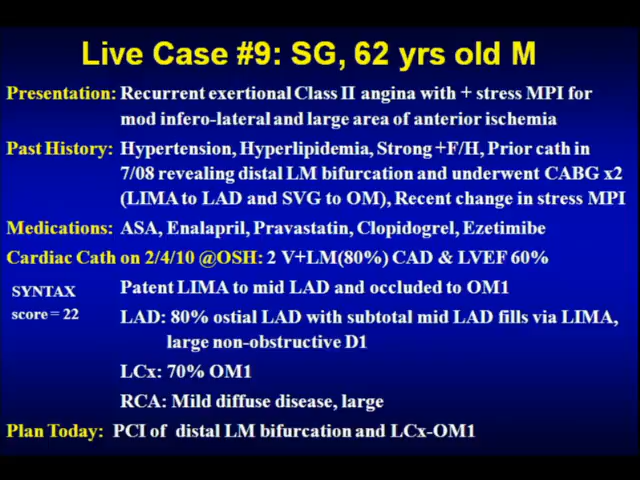 Live Case #9: SG, 62 yrs old M
Presentation: Recurrent exertional Class II angina with + stress MPI for
mod infero-lateral and large area of anterior ischemia
Past History: Hypertension, Hyperlipidemia, Strong +F/H, Prior cath in
7/08 revealing distal LM bifurcation and underwent CABG x2
(LIMA to LAD and SVG to OM), Recent change in stress MPI
Medications: ASA, Enalapril, Pravastatin, Clopidogrel, Ezetimibe
Cardiac Cath on 2/4/10 @OSH: 2 V+LM(80%) CAD & LVEF 60%
SYNTAX
score = 22
Patent LIMA to mid LAD and occluded to OM1
LAD: 80% ostial LAD with subtotal mid LAD fills via LIMA,
large non-obstructive D1
LCx: 70% OM1
RCA: Mild diffuse disease, large
Plan Today: PCI of distal LM bifurcation and LCx-OM1